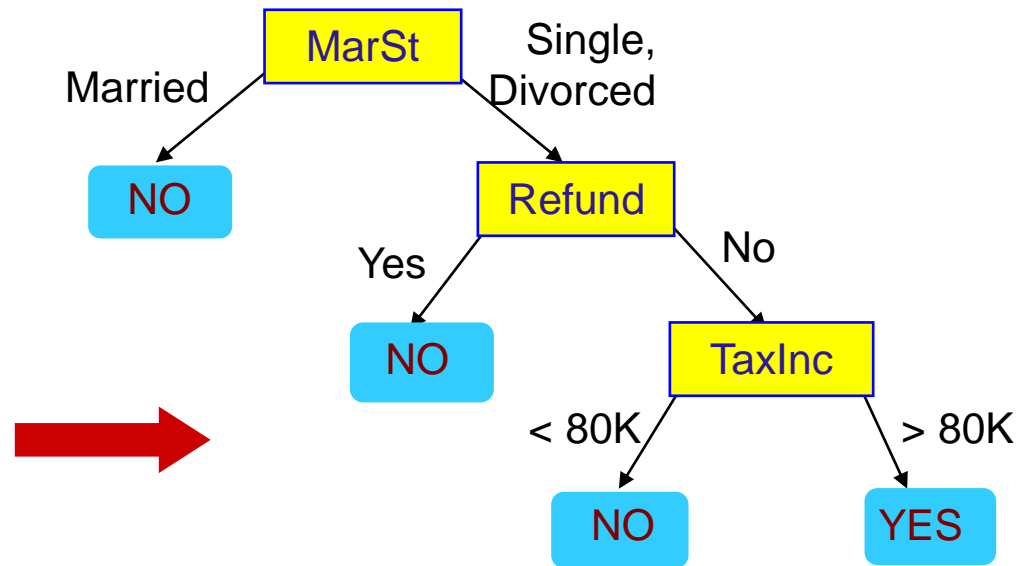 MarSt
Single,
Divorced
Married
NO
Refund
Yes
No
NO
TaxInc
< 80K
> 80K
NO
YES